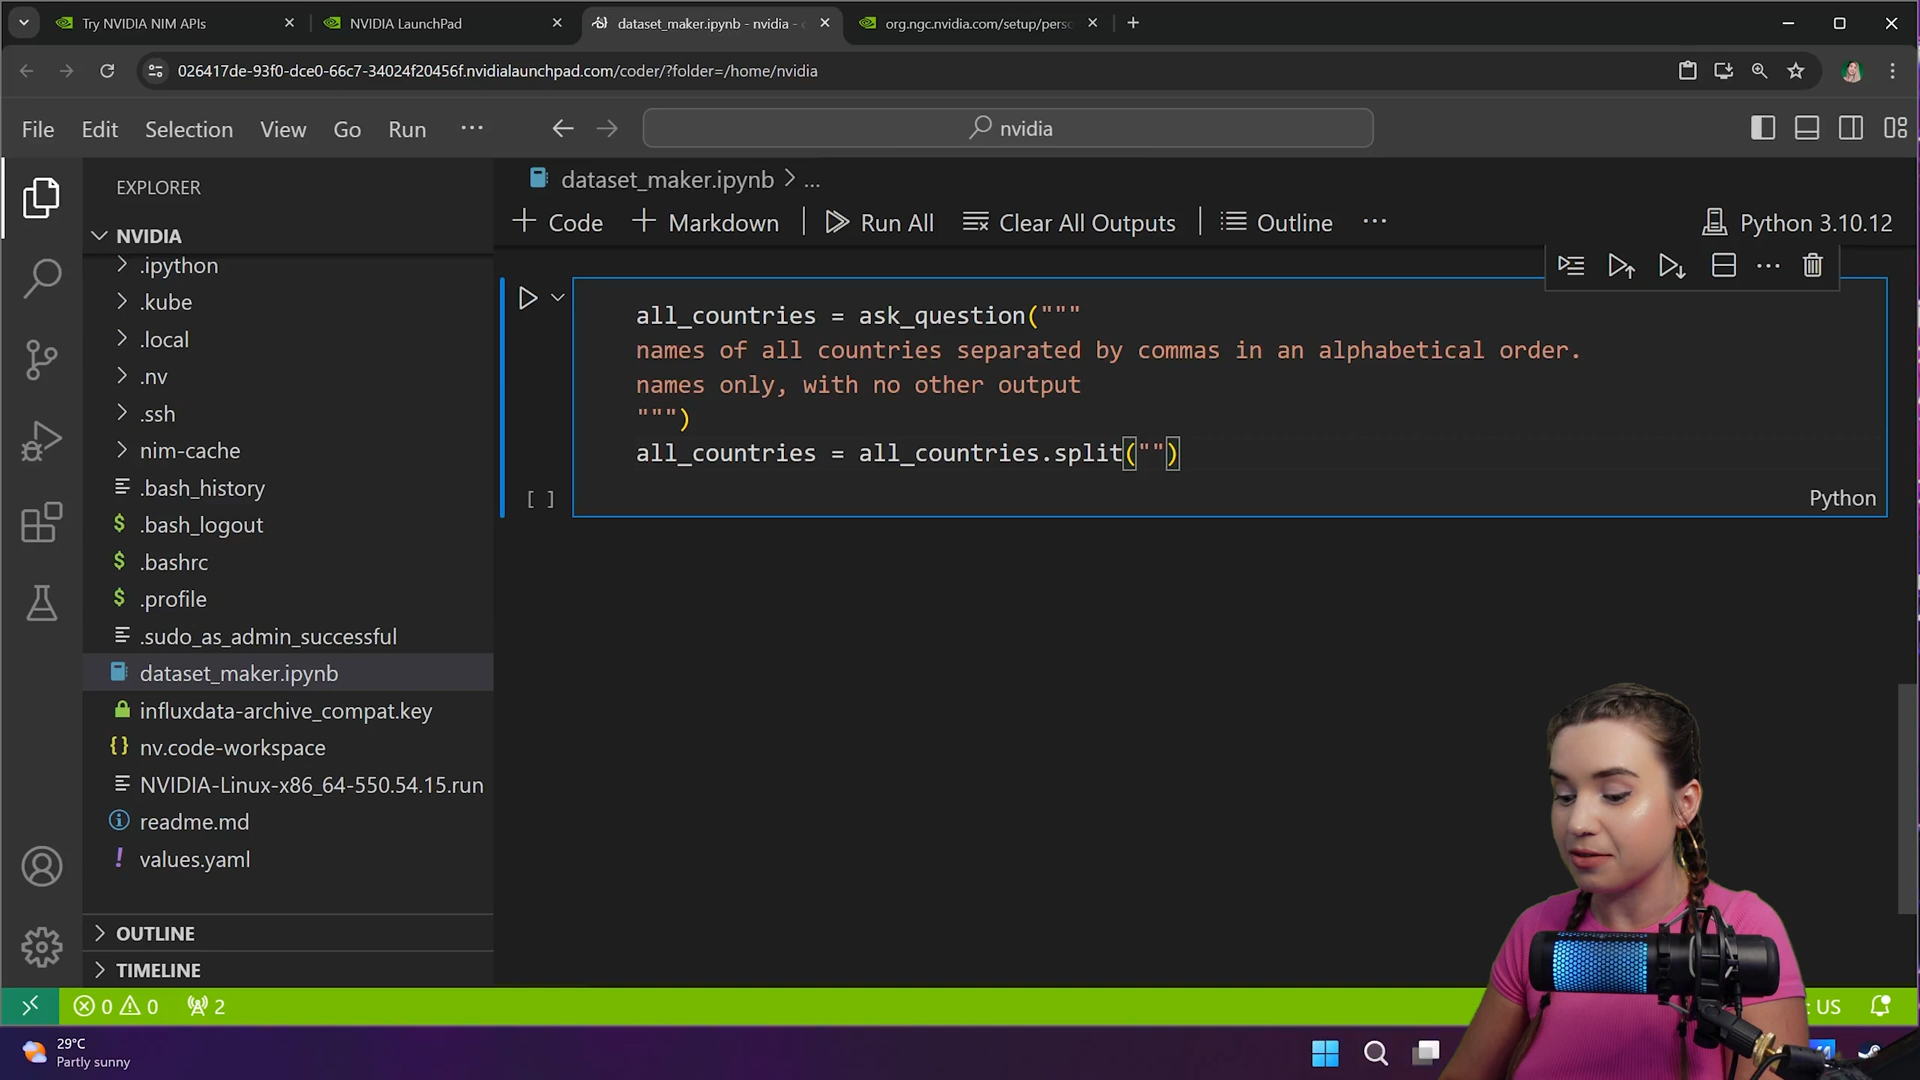 Try NVIDIA NIM APIs
NVIDIA LaunchPad
dataset_maker.ipynb - nvidia -
org.ngc.nvidia.com/setup/pers
026417de-93f0-dce0-66c7-34024f20456f.nvidialaunchpad.com/coder/?folder=/home/nvidia
File Edit Selection View Go Run ···
nvidia
EXPLORER
NVIDIA
.ipython
.kube
.local
.nv
.ssh
nim-cache
.bash_history
.bash_logout
.bashrc
.profile
.sudo_as_admin_successful
dataset_maker.ipynb
influxdata-archive_compat.key
nv.code-workspace
NVIDIA-Linux-x86_64-550.54.15.run
readme.md
values.yaml
OUTLINE
TIMELINE
dataset_maker.ipynb > ...
+ Code + Markdown Run All Clear All Outputs Outline ··· Python 3.10.12
all_countries = ask_question("""
names of all countries separated by commas in an alphabetical order.
names only, with no other output
""")
all_countries = all_countries.split("")
[ ]
Python
0 0 2
: US
29°C
Partly sunny